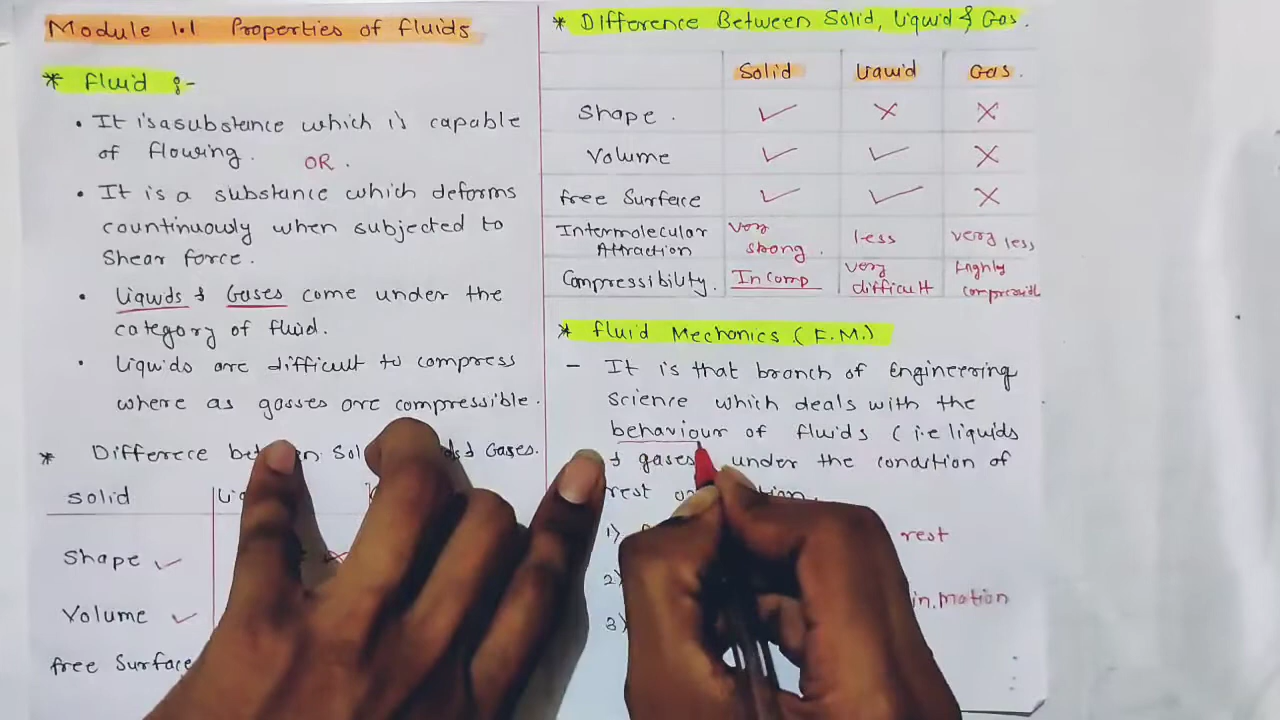 Module 1.1 Properties of fluids
* fluid :-
• It is a substance which is capable
of flowing. OR.
• It is a substance which deforms
countinuously when subjected to
Shear force.
• Liquids & Gases come under the
category of fluid.
• Liquids are difficult to compress
where as gasses are compressible.
* Differece Gases.
Solid
Shape ✓
Volume ✓
free Surface
* Difference Between Solid, Liquid & Gas.
Solid Liquid Gas.
Shape. ✓ ✗ ✗
Volume ✓ ✓ ✗
free Surface ✓ ✓ ✗
Intermolecular Attraction very strong. less very less
Compressibility. Incomp very difficult Highly
* fluid Mechanics (F.M.)
- It is that branch of Engineering
Science which deals with the
behaviour of fluids (i.e liquids
& gases under the condition of
rest
1) rest
2) in.motion
3)